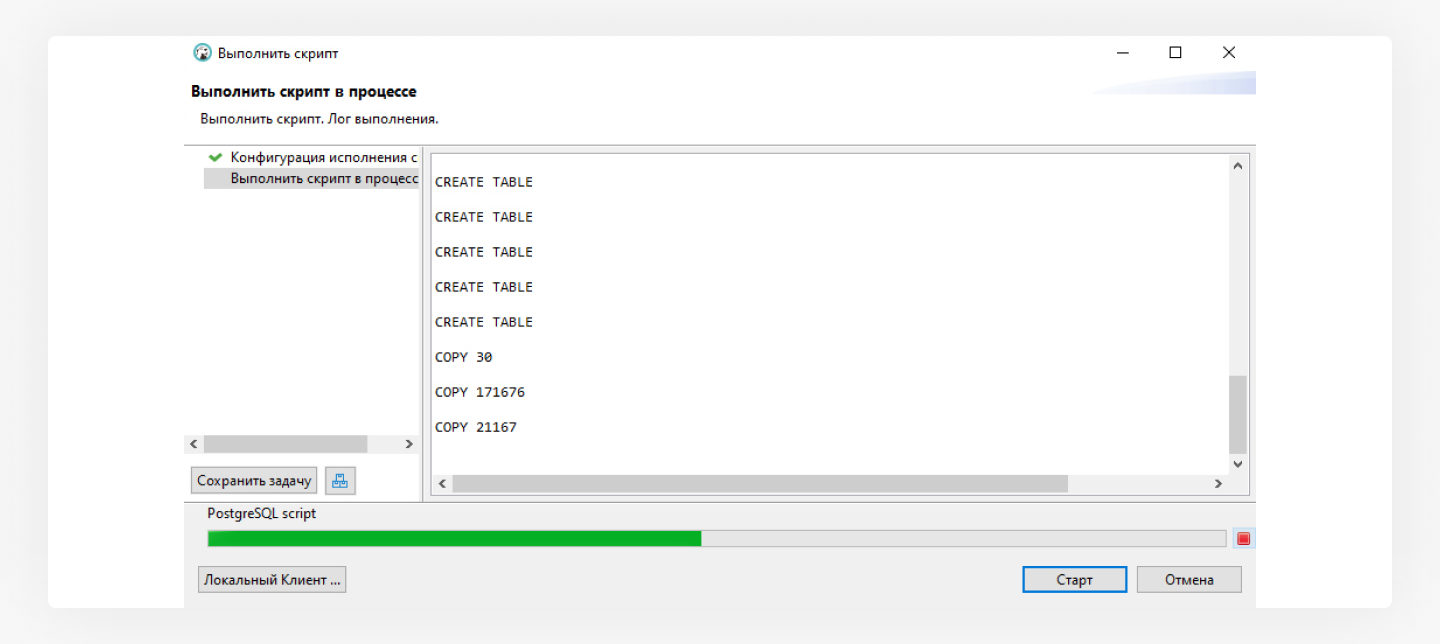 Выполнить скрипт
Выполнить скрипт в процессе
Выполнить скрипт. Лог выполнения.
Конфигурация исполнения с
Выполнить скрипт в процесс
CREATE TABLE
CREATE TABLE
CREATE TABLE
CREATE TABLE
CREATE TABLE
COPY 30
COPY 171676
COPY 21167
Сохранить задачу
PostgreSQL script
Локальный Клиент ...
Старт
Отмена